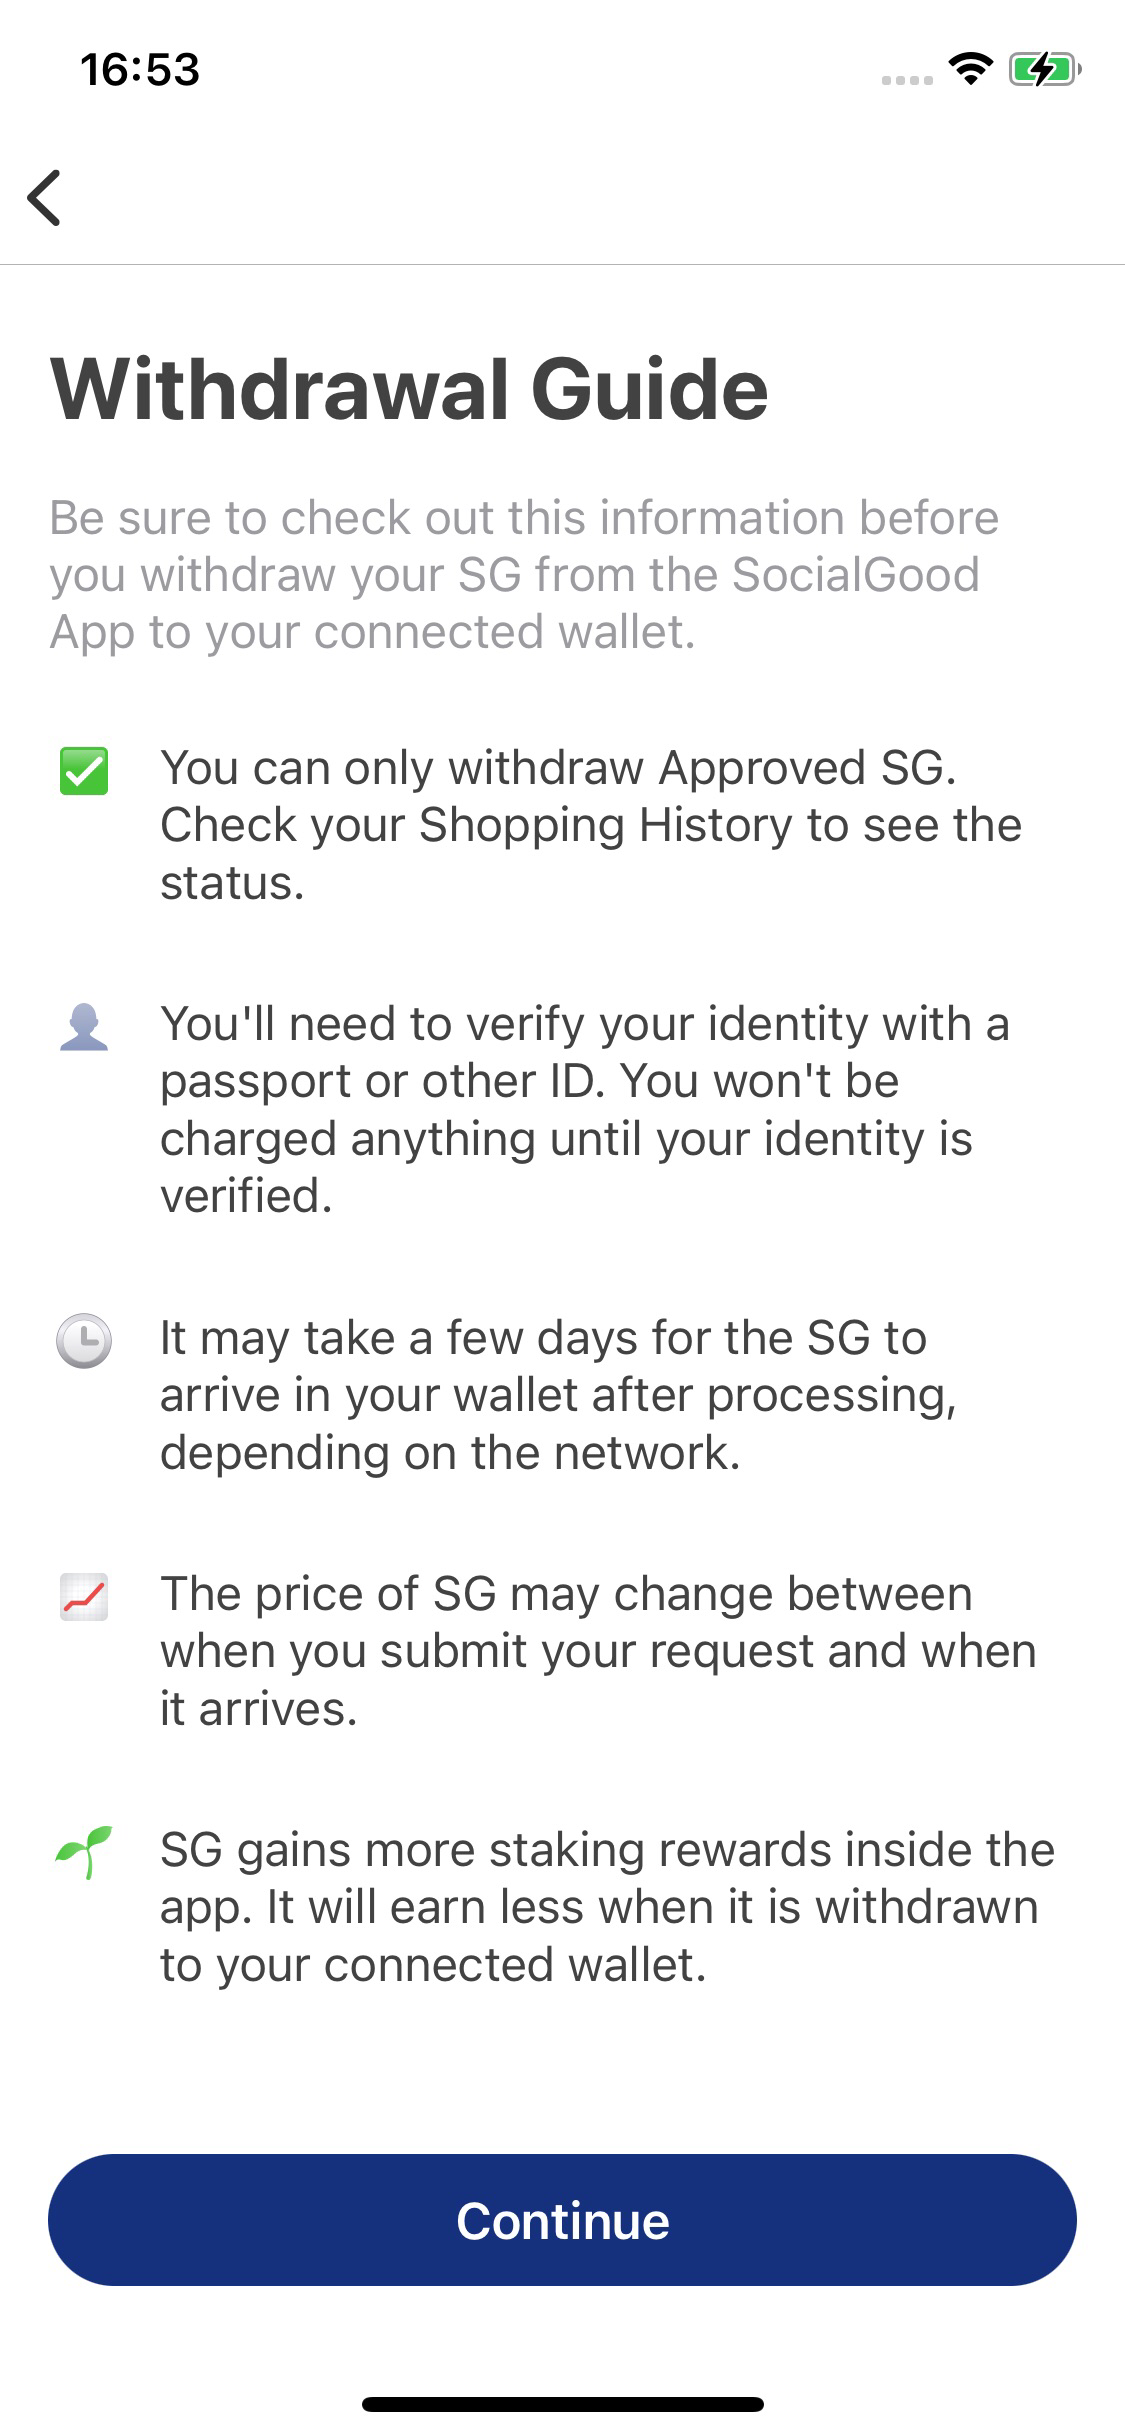 16:53
Withdrawal Guide
Be sure to check out this information before
you withdraw your SG from the SocialGood
App to your connected wallet.
You can only withdraw Approved SG.
Check your Shopping History to see the
status.
You'll need to verify your identity with a
passport or other ID. You won't be
charged anything until your identity is
verified.
It may take a few days for the SG to
arrive in your wallet after processing,
depending on the network.
The price of SG may change between
when you submit your request and when
it arrives.
SG gains more staking rewards inside the
app. It will earn less when it is withdrawn
to your connected wallet.
Continue